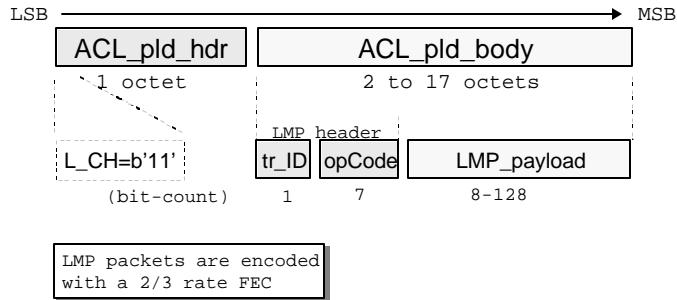 LSB MSB
ACL_pld_hdr ACL_pld_body
1 octet 2 to 17 octets
LMP header
L_CH=b'11' tr_ID opCode LMP_payload
(bit-count) 1 7 8-128
LMP packets are encoded
with a 2/3 rate FEC